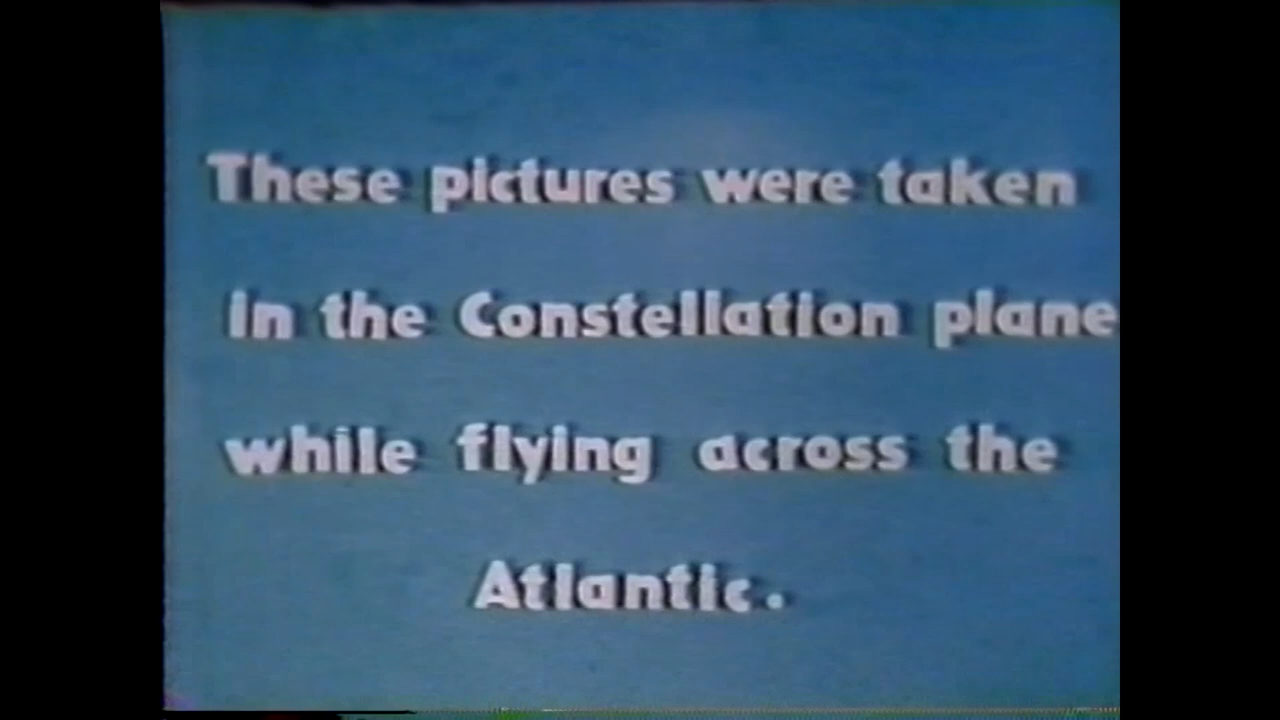 These pictures were taken
in the Constellation plane
while flying across the
Atlantic.